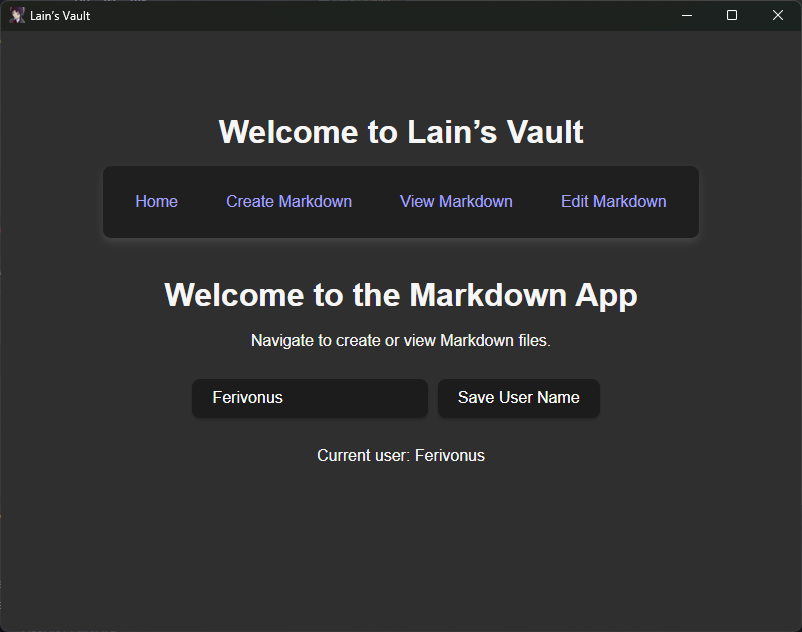 Lain’s Vault
Welcome to Lain’s Vault
Home Create Markdown View Markdown Edit Markdown
Welcome to the Markdown App
Navigate to create or view Markdown files.
Ferivonus Save User Name
Current user: Ferivonus